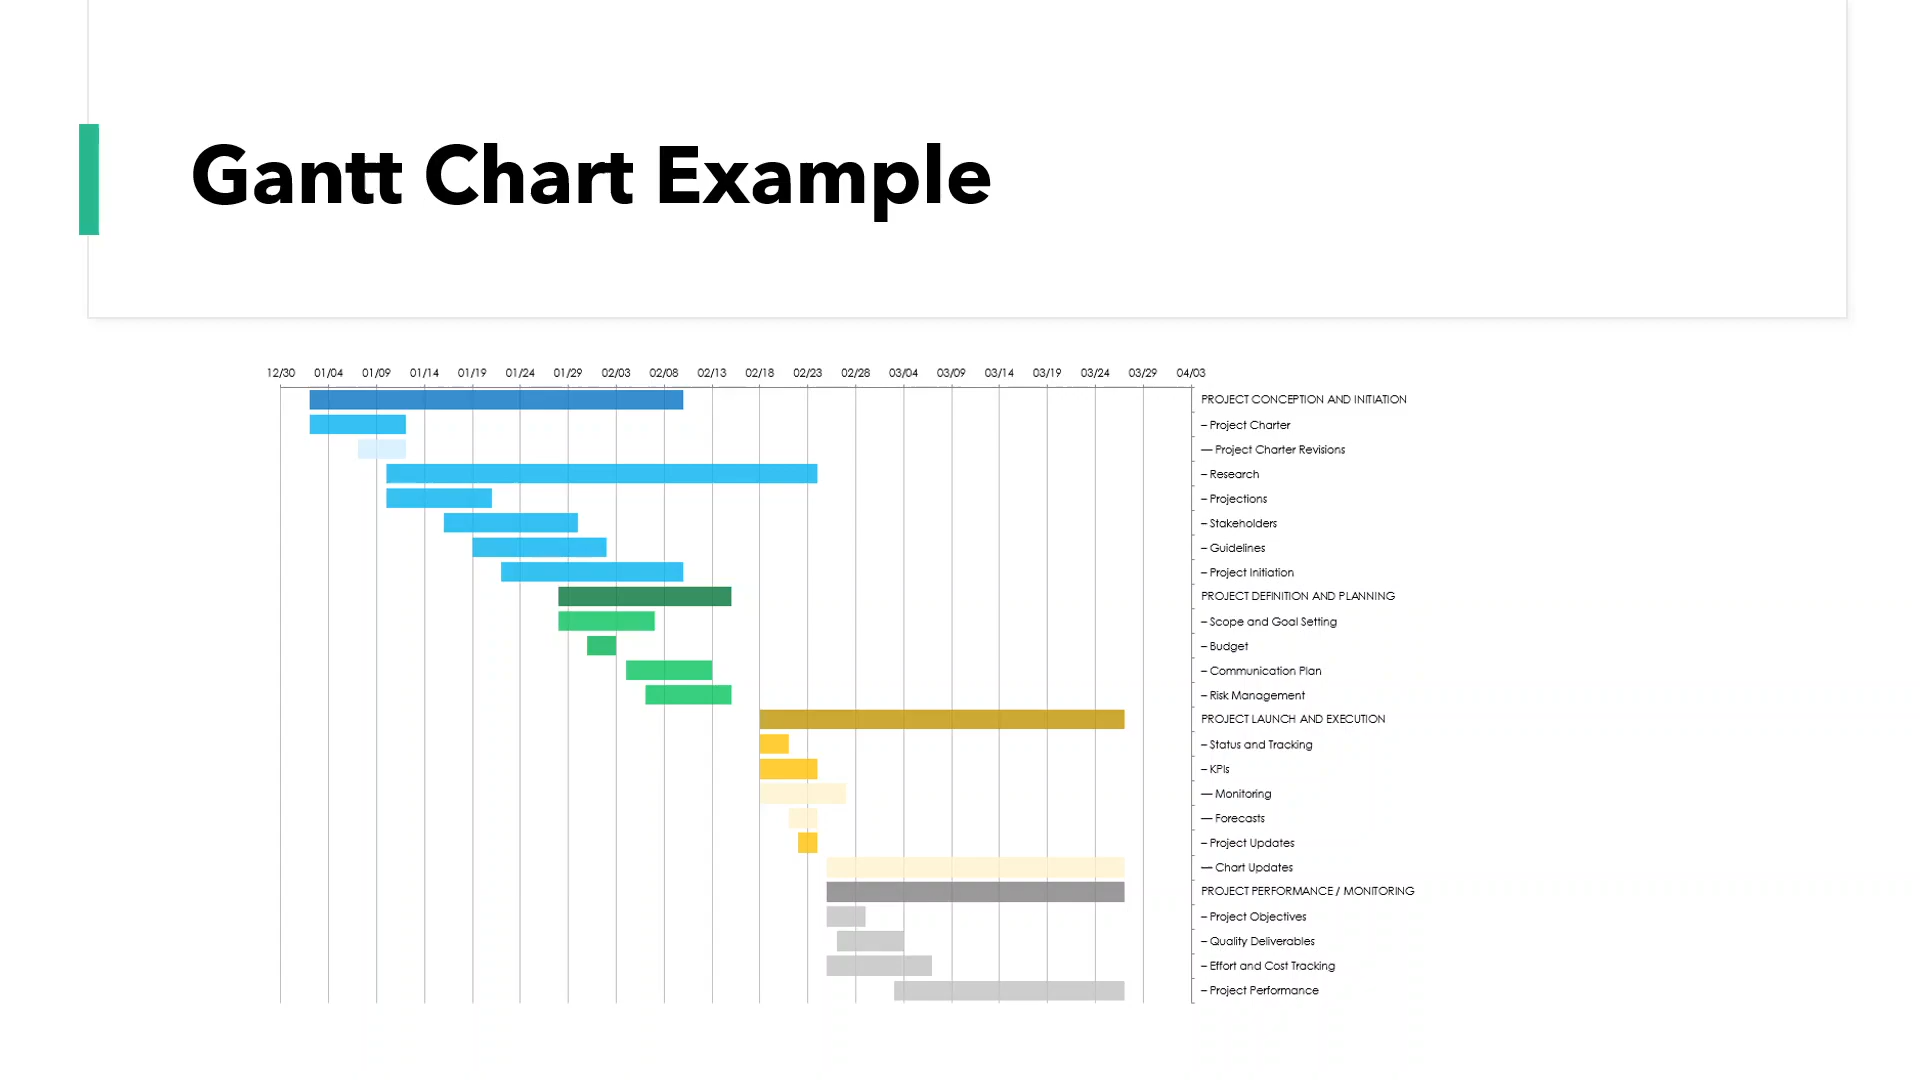 Gantt Chart Example
12/30 01/04 01/09 01/14 01/19 01/24 01/29 02/03 02/08 02/13 02/18 02/23 02/28 03/04 03/09 03/14 03/19 03/24 03/29 04/03
PROJECT CONCEPTION AND INITIATION
– Project Charter
–– Project Charter Revisions
– Research
– Projections
– Stakeholders
– Guidelines
– Project Initiation
PROJECT DEFINITION AND PLANNING
– Scope and Goal Setting
– Budget
– Communication Plan
– Risk Management
PROJECT LAUNCH AND EXECUTION
– Status and Tracking
– KPIs
–– Monitoring
–– Forecasts
– Project Updates
–– Chart Updates
PROJECT PERFORMANCE / MONITORING
– Project Objectives
– Quality Deliverables
– Effort and Cost Tracking
– Project Performance